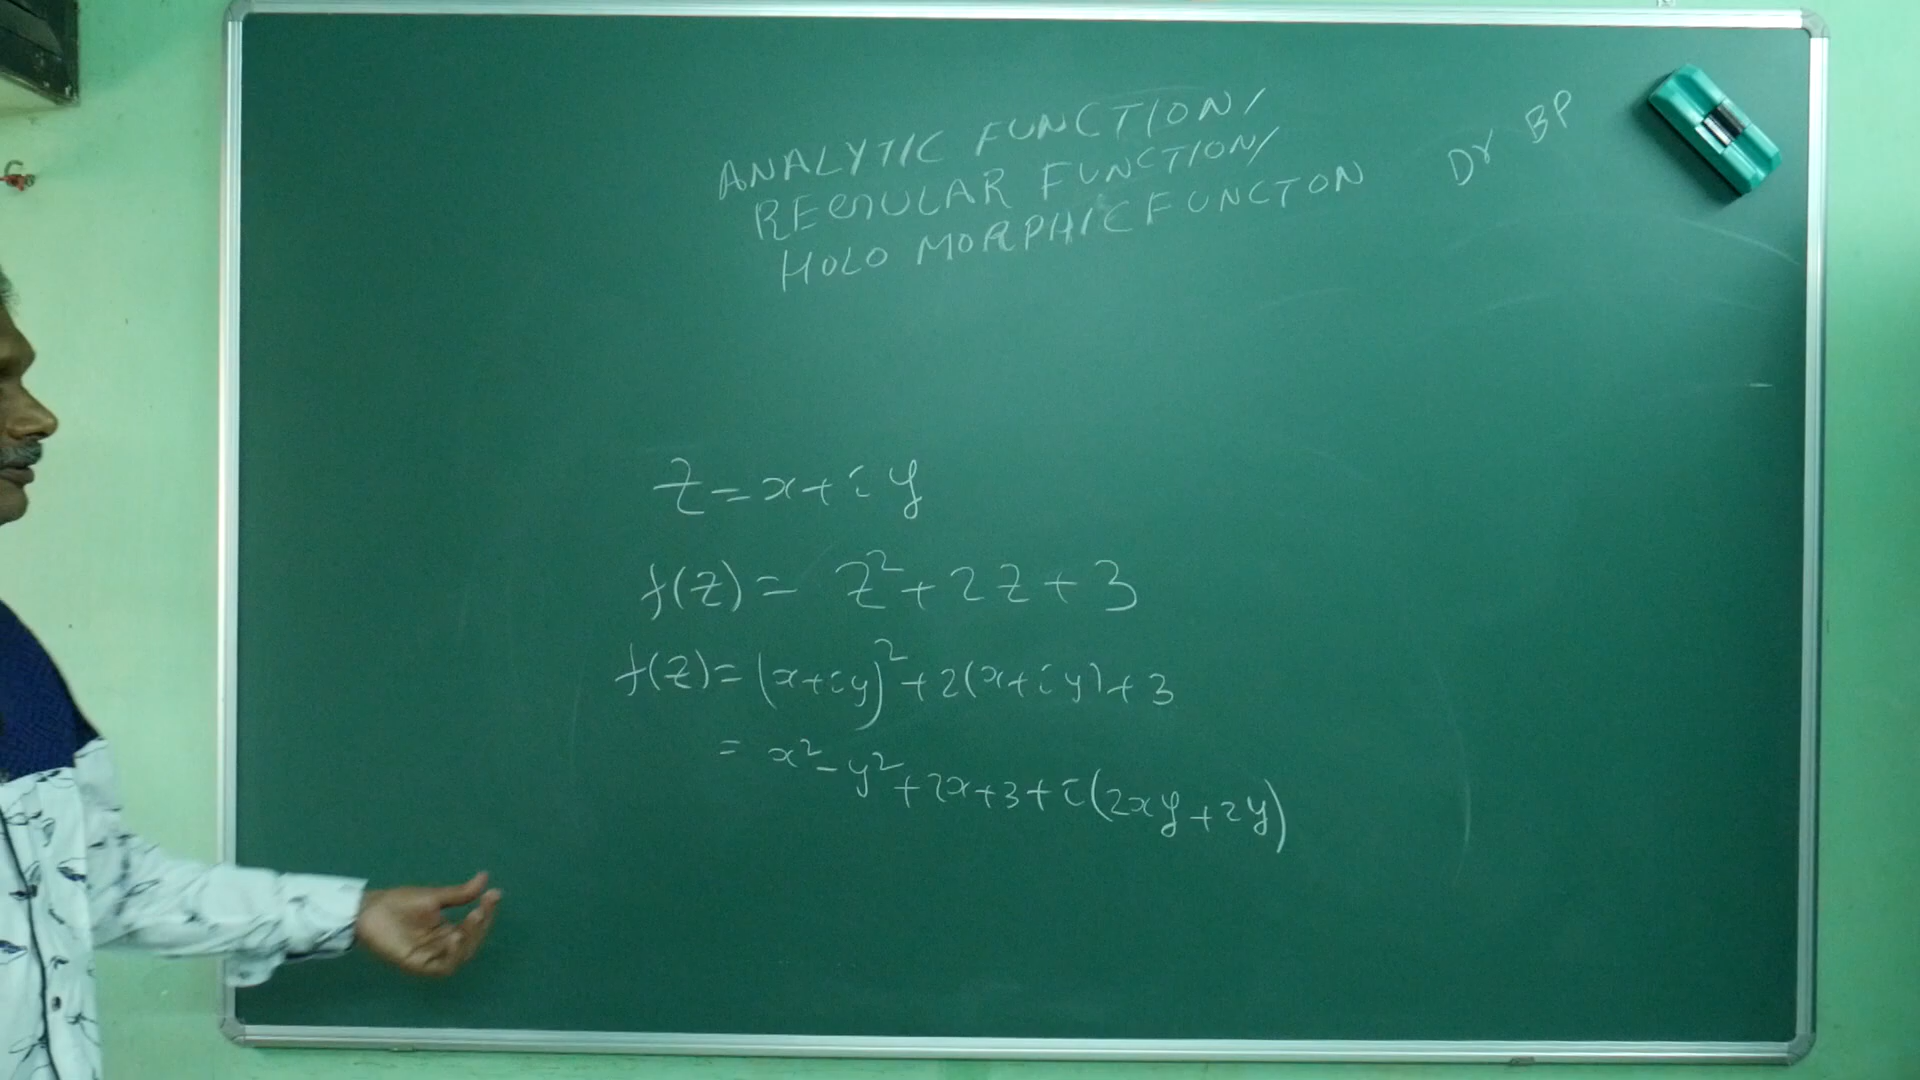 ANALYTIC FUNCTION/
REGULAR FUNCTION/
HOLO MORPHIC FUNCTON
Dr BP
z=x+iy
f(z)= z²+2z+3
f(z)=(x+iy)²+2(x+iy)+3
= x²-y²+2x+3+i(2xy+2y)